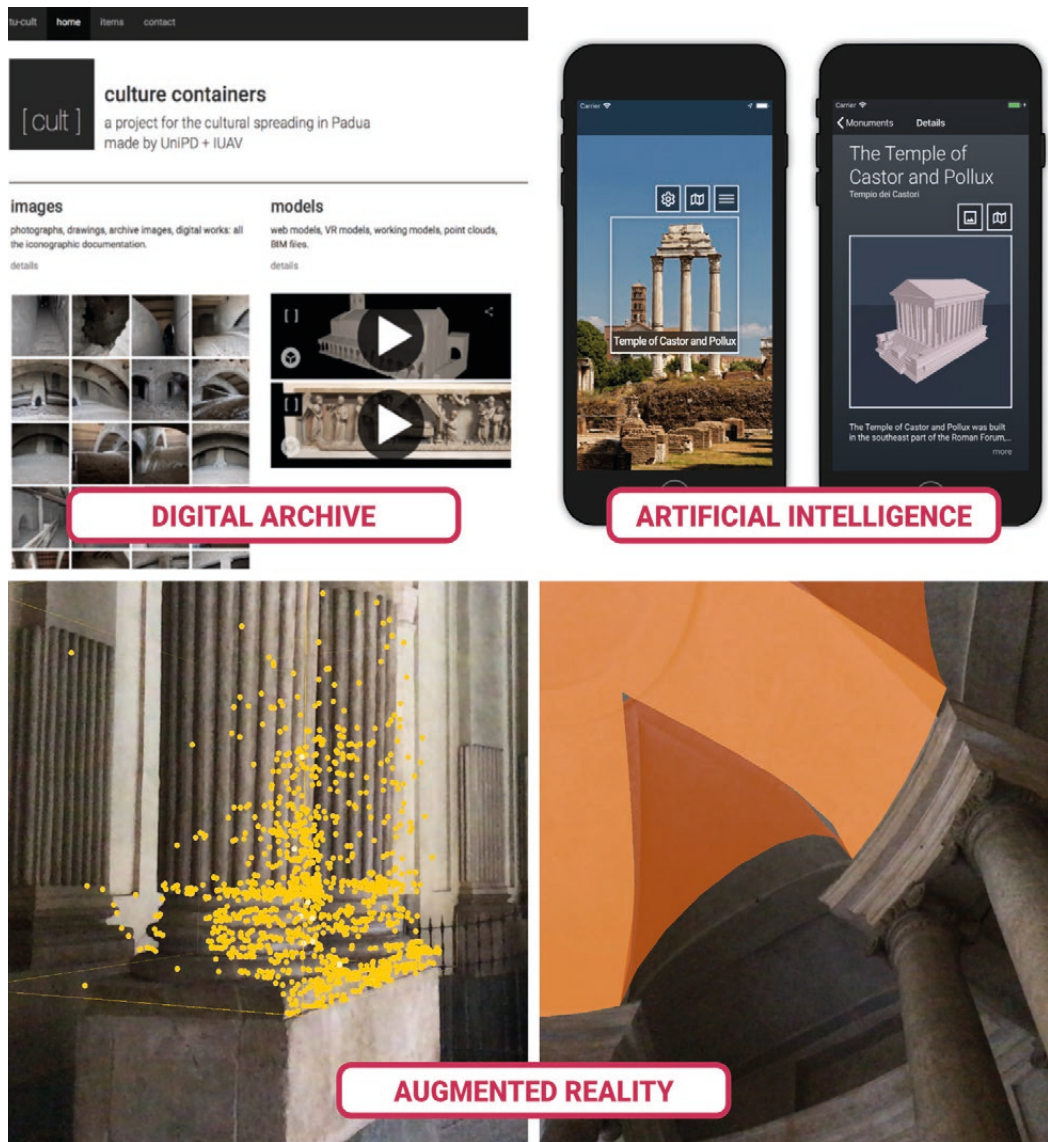 tu-cult home items contact
[ cult ]
culture containers
a project for the cultural spreading in Padua
made by UniPD + IUAV
images
photographs, drawings, archive images, digital works: all
the iconographic documentation.
details
models
web models, VR models, working models, point clouds,
BIM files.
details
DIGITAL ARCHIVE
Carrier
Temple of Castor and Pollux
Carrier
Monuments Details
The Temple of
Castor and Pollux
Tempio dei Castori
The Temple of Castor and Pollux was built
in the southeast part of the Roman Forum,...
more
ARTIFICIAL INTELLIGENCE
AUGMENTED REALITY